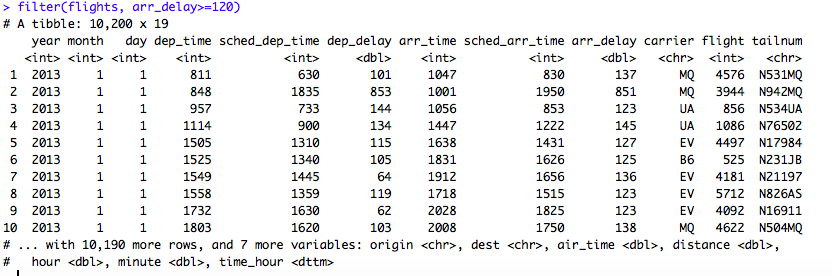 > filter(flights, arr_delay>=120)
# A tibble: 10,200 x 19
year month day dep_time sched_dep_time dep_delay arr_time sched_arr_time arr_delay carrier flight tailnum
<int> <int> <int> <int> <int> <dbl> <int> <int> <dbl> <chr> <int> <chr>
1 2013 1 1 811 630 101 1047 830 137 MQ 4576 N531MQ
2 2013 1 1 848 1835 853 1001 1950 851 MQ 3944 N942MQ
3 2013 1 1 957 733 144 1056 853 123 UA 856 N534UA
4 2013 1 1 1114 900 134 1447 1222 145 UA 1086 N76502
5 2013 1 1 1505 1310 115 1638 1431 127 EV 4497 N17984
6 2013 1 1 1525 1340 105 1831 1626 125 B6 525 N231JB
7 2013 1 1 1549 1445 64 1912 1656 136 EV 4181 N21197
8 2013 1 1 1558 1359 119 1718 1515 123 EV 5712 N826AS
9 2013 1 1 1732 1630 62 2028 1825 123 EV 4092 N16911
10 2013 1 1 1803 1620 103 2008 1750 138 MQ 4622 N504MQ
# ... with 10,190 more rows, and 7 more variables: origin <chr>, dest <chr>, air_time <dbl>, distance <dbl>,
# hour <dbl>, minute <dbl>, time_hour <dttm>